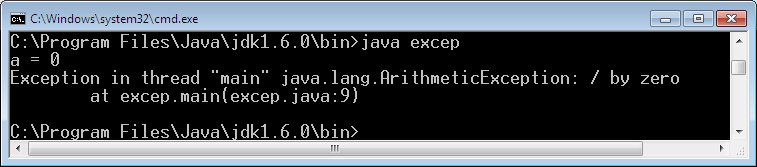 C:\Windows\system32\cmd.exe
C:\Program Files\Java\jdk1.6.0\bin>java excep
a = 0
Exception in thread "main" java.lang.ArithmeticException: / by zero
        at excep.main(excep.java:9)
C:\Program Files\Java\jdk1.6.0\bin>